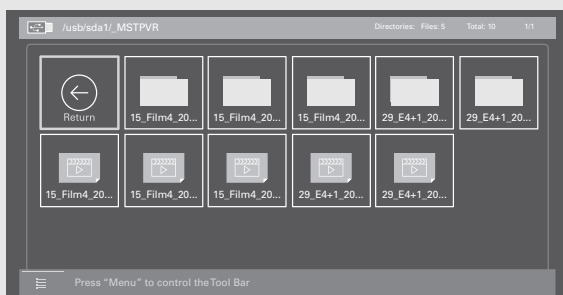 /usb/sda1/_MSTPVR Directories: Files: 5 Total: 10 1/1
Return 15_Film4_20... 15_Film4_20... 15_Film4_20... 29_E4+1_20... 29_E4+1_20...
15_Film4_20... 15_Film4_20... 15_Film4_20... 29_E4+1_20... 29_E4+1_20...
Press “Menu” to control the Tool Bar